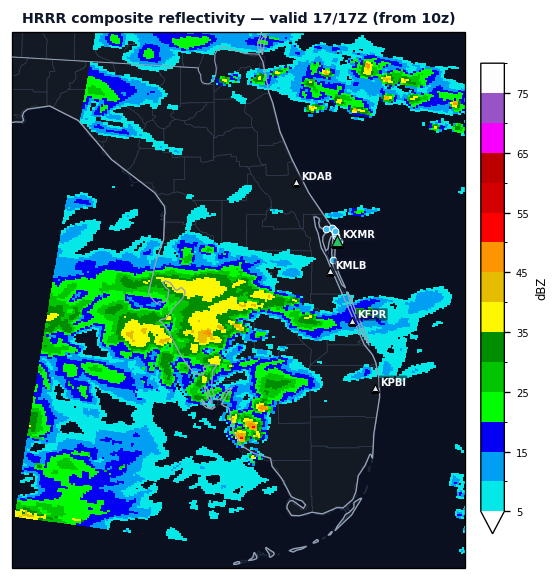 HRRR composite reflectivity — valid 17/17Z (from 10z)
KDAB
KXMR
KMLB
KFPR
KPBI
75
65
55
45
35
25
15
5
dBZ